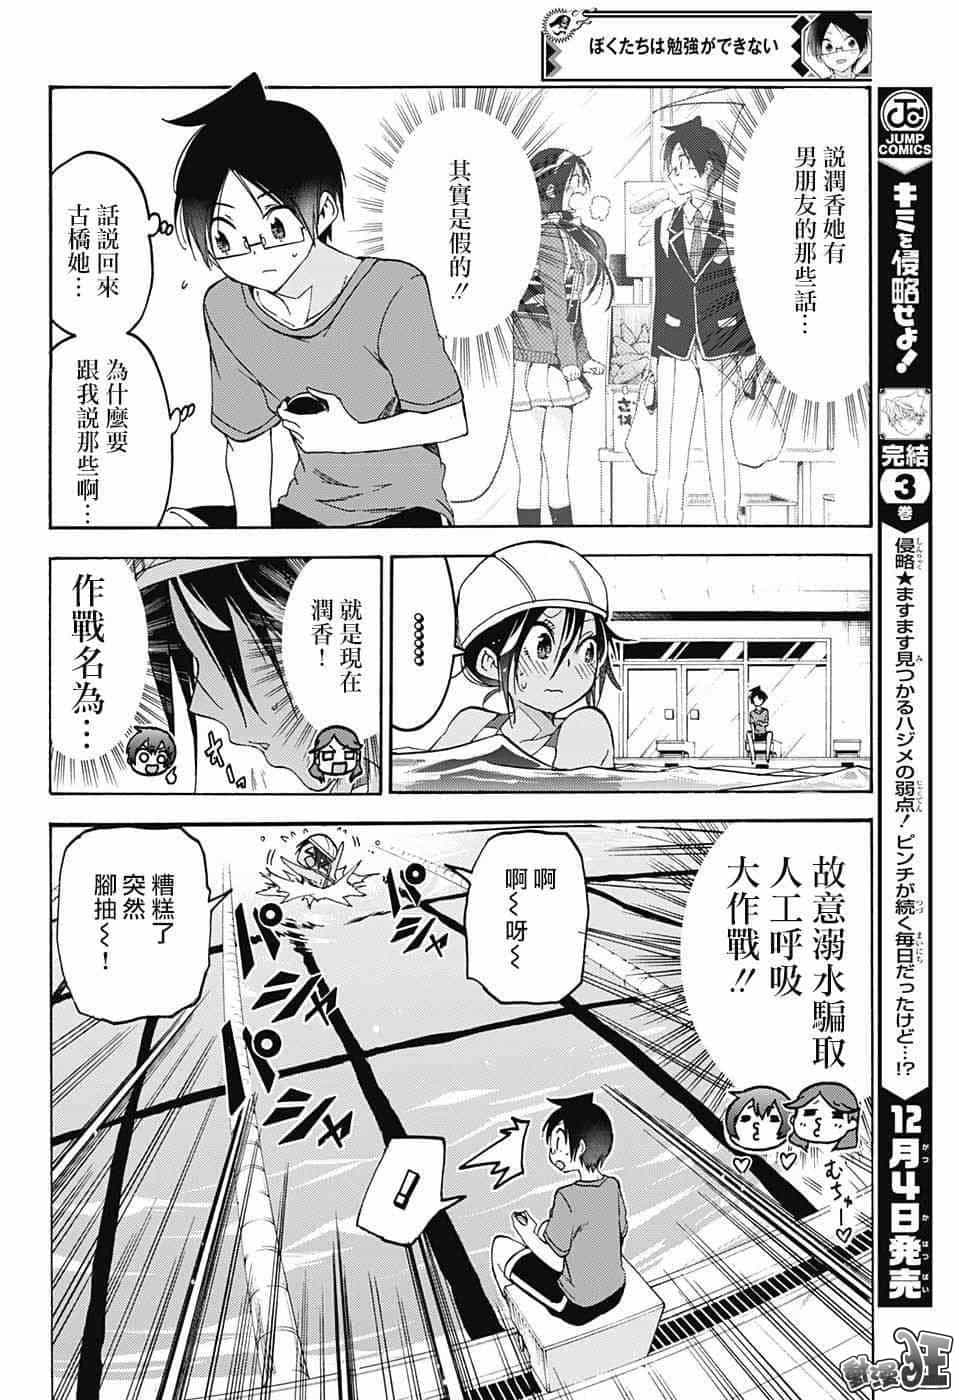 ぼくたちは勉強ができない
說潤香她有
男朋友的那些話…
其實是假的!!
話說回來
古橋她…
為什麼要
跟我說那些啊…
………
就是現在
潤香！
作戰名為…
故意溺水騙取
人工呼吸
大作戰!!
むちゅ〜♡
啊
啊〜呀〜
糟糕了
突然
腳抽〜！
バシャ
バシャ
！
JC
JUMP
COMICS
キミを侵略せよ！
完結
3
巻
侵略★ますます見つかるハジメの弱点！ピンチが続く毎日だったけど…!?
12月4日発売
動漫狂